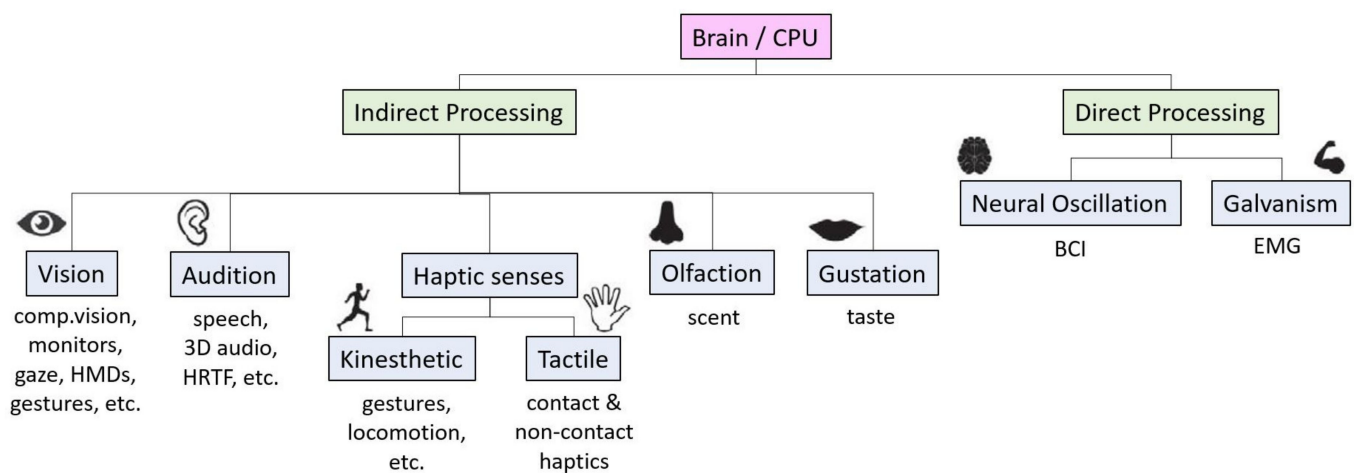 Brain / CPU
Indirect Processing
Direct Processing
Neural Oscillation
Galvanism
BCI
EMG
Vision
Audition
Haptic senses
Olfaction
Gustation
comp.vision,
monitors,
gaze, HMDs,
gestures, etc.
speech,
3D audio,
HRTF, etc.
scent
taste
Kinesthetic
Tactile
gestures,
locomotion,
etc.
contact &
non-contact
haptics